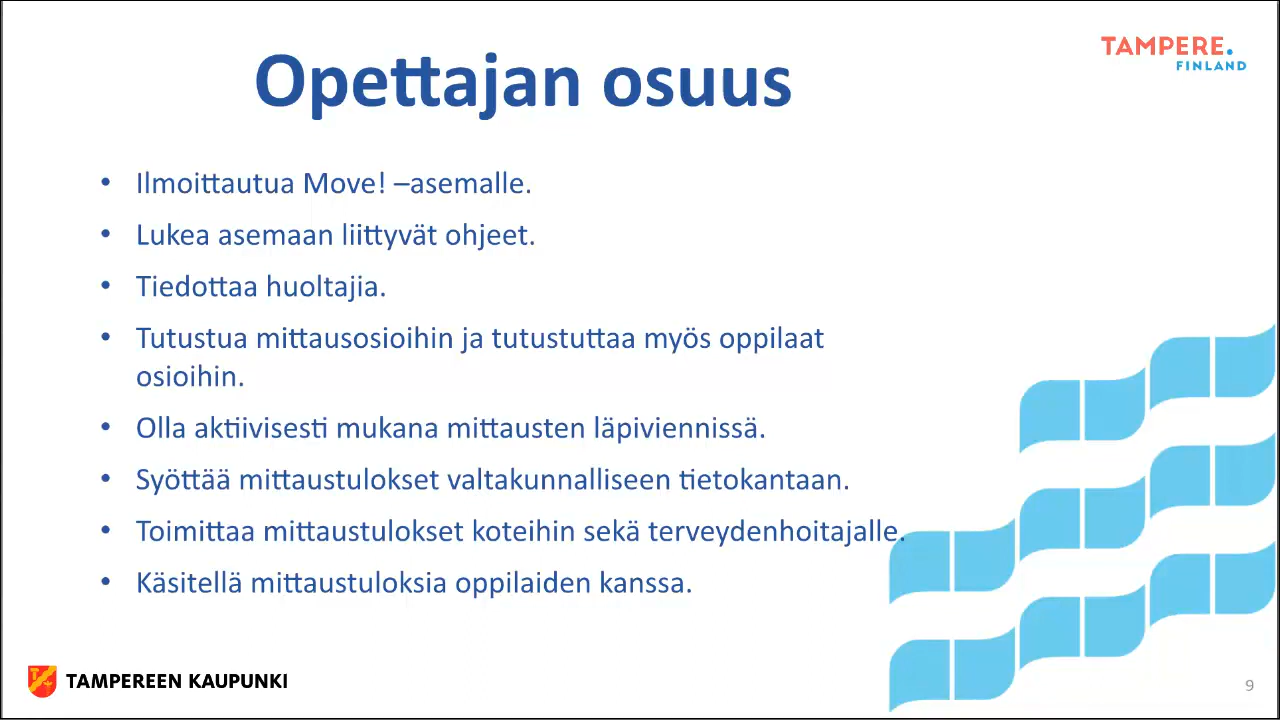 TAMPERE.
FINLAND
Opettajan osuus
• Ilmoittautua Move! –asemalle.
• Lukea asemaan liittyvät ohjeet.
• Tiedottaa huoltajia.
• Tutustua mittausosioihin ja tutustuttaa myös oppilaat
osioihin.
• Olla aktiivisesti mukana mittausten läpiviennissä.
• Syöttää mittaustulokset valtakunnalliseen tietokantaan.
• Toimittaa mittaustulokset koteihin sekä terveydenhoitajalle.
• Käsitellä mittaustuloksia oppilaiden kanssa.
TAMPEREEN KAUPUNKI
9